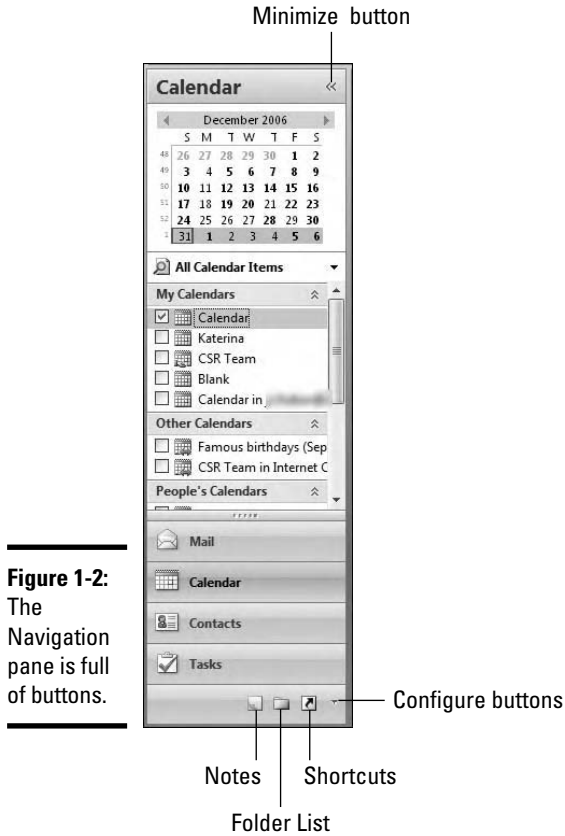 Minimize button
Calendar «
December 2006
S M T W T F S
48 26 27 28 29 30 1 2
49 3 4 5 6 7 8 9
50 10 11 12 13 14 15 16
51 17 18 19 20 21 22 23
52 24 25 26 27 28 29 30
1 31 1 2 3 4 5 6
All Calendar Items
My Calendars
Calendar
Katerina
CSR Team
Blank
Calendar in
Other Calendars
Famous birthdays (Sep
CSR Team in Internet C
People's Calendars
Mail
Calendar
Contacts
Tasks
Figure 1-2:
The
Navigation
pane is full
of buttons.
Configure buttons
Notes Shortcuts
Folder List